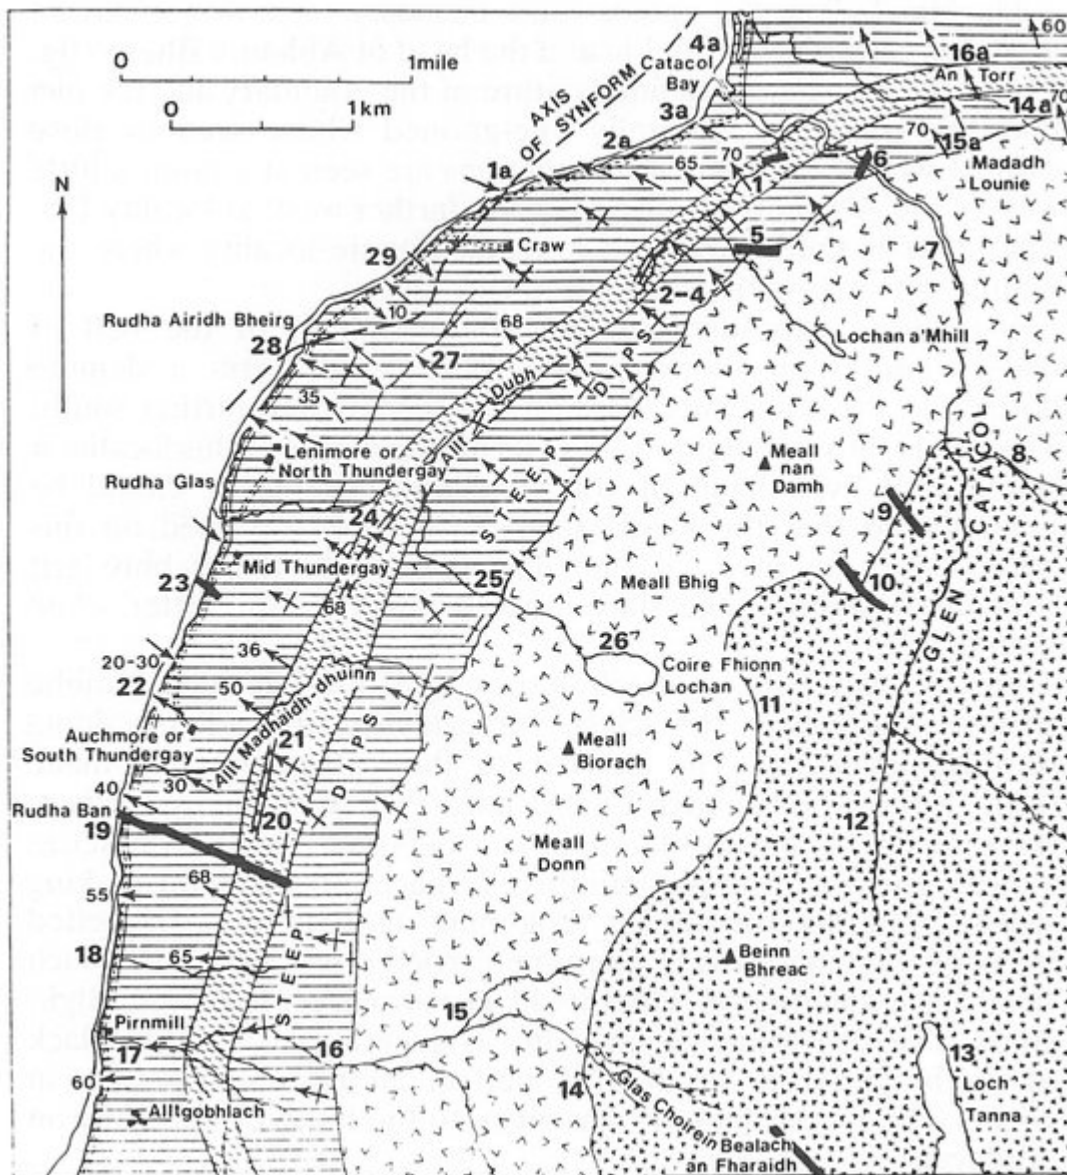 60
4a
16a
0
1mile
Catacol
Bay
An Torr
0
1km
AXIS
OF SYNFORM
3a
14a
70
2a
70
15a
N
1a
65
70
1
6
Madadh
Lounie
Craw
5
7
29
10
2-4
Rudha Airidh Bheirg
68
Lochan a'Mhill
28
27
Dubh
35
Allt
Lenimore or
North Thundergay
Meall
nan
Damh
8
Rudha Glas
STEEP DIPS
9
24
GLEN CATACOL
Mid Thundergay
25
Meall Bhig
10
23
68
26
20-30
36
Coire Fhionn
Lochan
22
50
11
Auchmore or
South Thundergay
Allt Madhaidh-dhuinn
21
Meall
Biorach
30
40
Rudha Ban
19
20
12
STEEP DIPS
Meall
Donn
68
55
18
65
Beinn
Bhreac
Pirnmill
15
17
16
13
60
14
Loch
Tanna
Glas Choirein
Alltgobhlach
Bealach
an Fharaidh